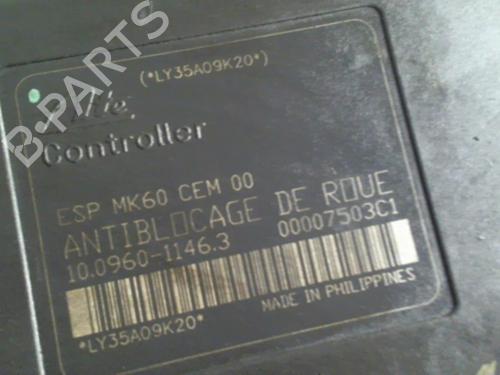 (*LY35A09K20*)
Ate
Controller
ESP MK60 CEM 00
ANTIBLOCAGE DE ROUE
10.0960-1146.3 00007503C1
*LY35A09K20*
MADE IN PHILIPPINES
B-PARTS